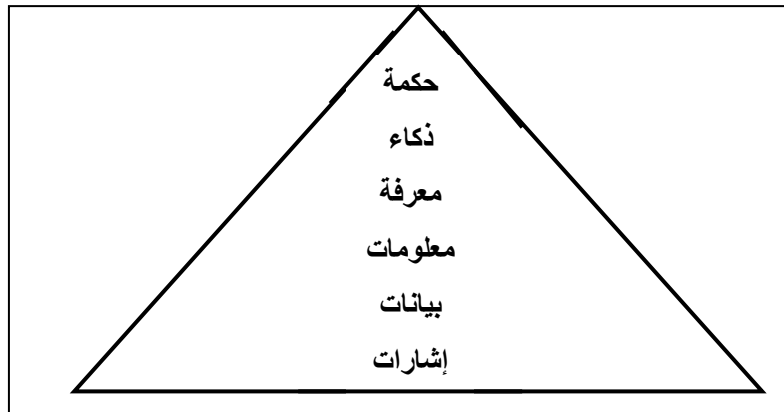 حكمة
ذكاء
معرفة
معلومات
بيانات
إشارات